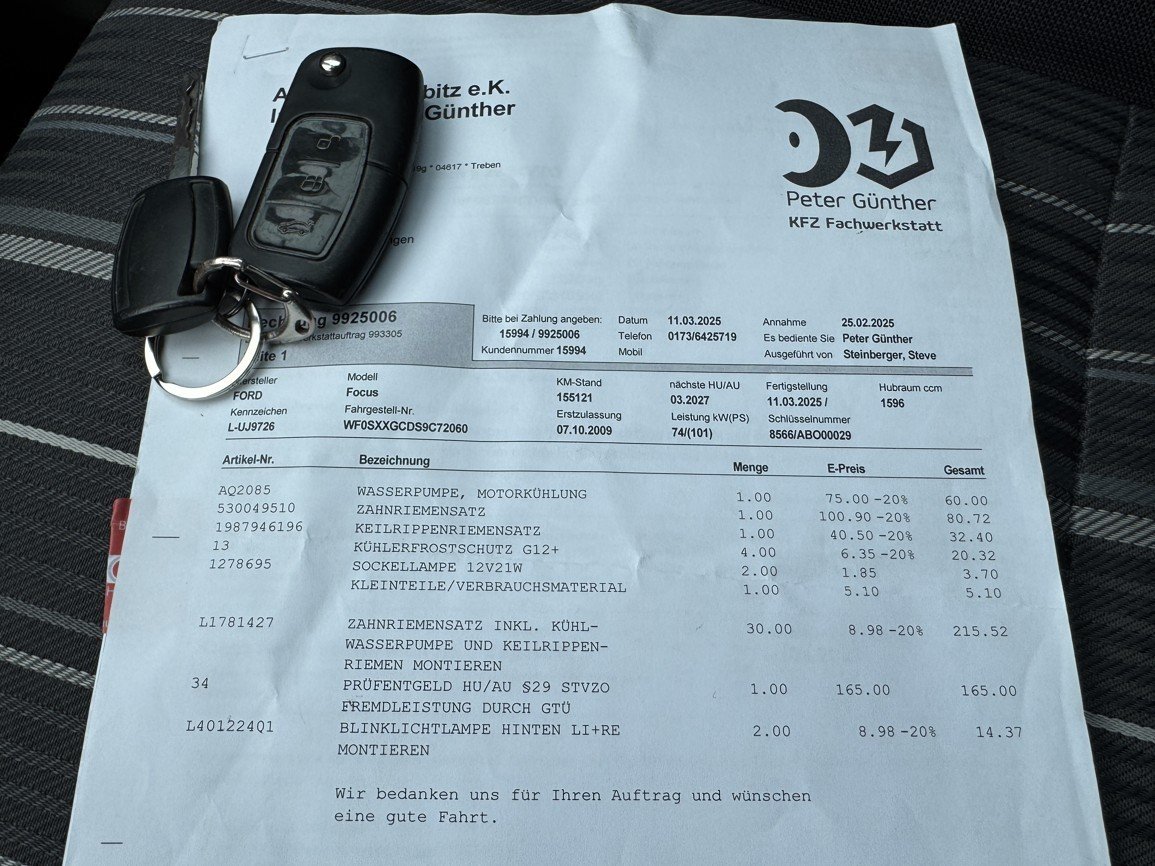 bitz e.K.
Günther
* 04617 * Treben
Peter Günther
KFZ Fachwerkstatt
9925006
993305
Seite 1
Bitte bei Zahlung angeben:
15994 / 9925006
Kundennummer 15994
Datum 11.03.2025
Telefon 0173/6425719
Mobil
Annahme 25.02.2025
Es bediente Sie Peter Günther
Ausgeführt von Steinberger, Steve
Hersteller Modell KM-Stand nächste HU/AU Fertigstellung Hubraum ccm
FORD Focus 155121 03.2027 11.03.2025 / 1596
Kennzeichen Fahrgestell-Nr. Erstzulassung Leistung kW(PS) Schlüsselnummer
L-UJ9726 WF0SXXGCDS9C72060 07.10.2009 74/(101) 8566/ABO00029
Artikel-Nr. Bezeichnung Menge E-Preis Gesamt
AQ2085 WASSERPUMPE, MOTORKÜHLUNG 1.00 75.00 -20% 60.00
530049510 ZAHNRIEMENSATZ 1.00 100.90 -20% 80.72
1987946196 KEILRIPPENRIEMENSATZ 1.00 40.50 -20% 32.40
13 KÜHLERFROSTSCHUTZ G12+ 4.00 6.35 -20% 20.32
1278695 SOCKELLAMPE 12V21W 2.00 1.85 3.70
KLEINTEILE/VERBRAUCHSMATERIAL 1.00 5.10 5.10
L1781427 ZAHNRIEMENSATZ INKL. KÜHL- 30.00 8.98 -20% 215.52
WASSERPUMPE UND KEILRIPPEN-
RIEMEN MONTIEREN
34 PRÜFENTGELD HU/AU §29 STVZO 1.00 165.00 165.00
FREMDLEISTUNG DURCH GTÜ
L40122401 BLINKLICHTLAMPE HINTEN LI+RE 2.00 8.98 -20% 14.37
MONTIEREN
Wir bedanken uns für Ihren Auftrag und wünschen
eine gute Fahrt.